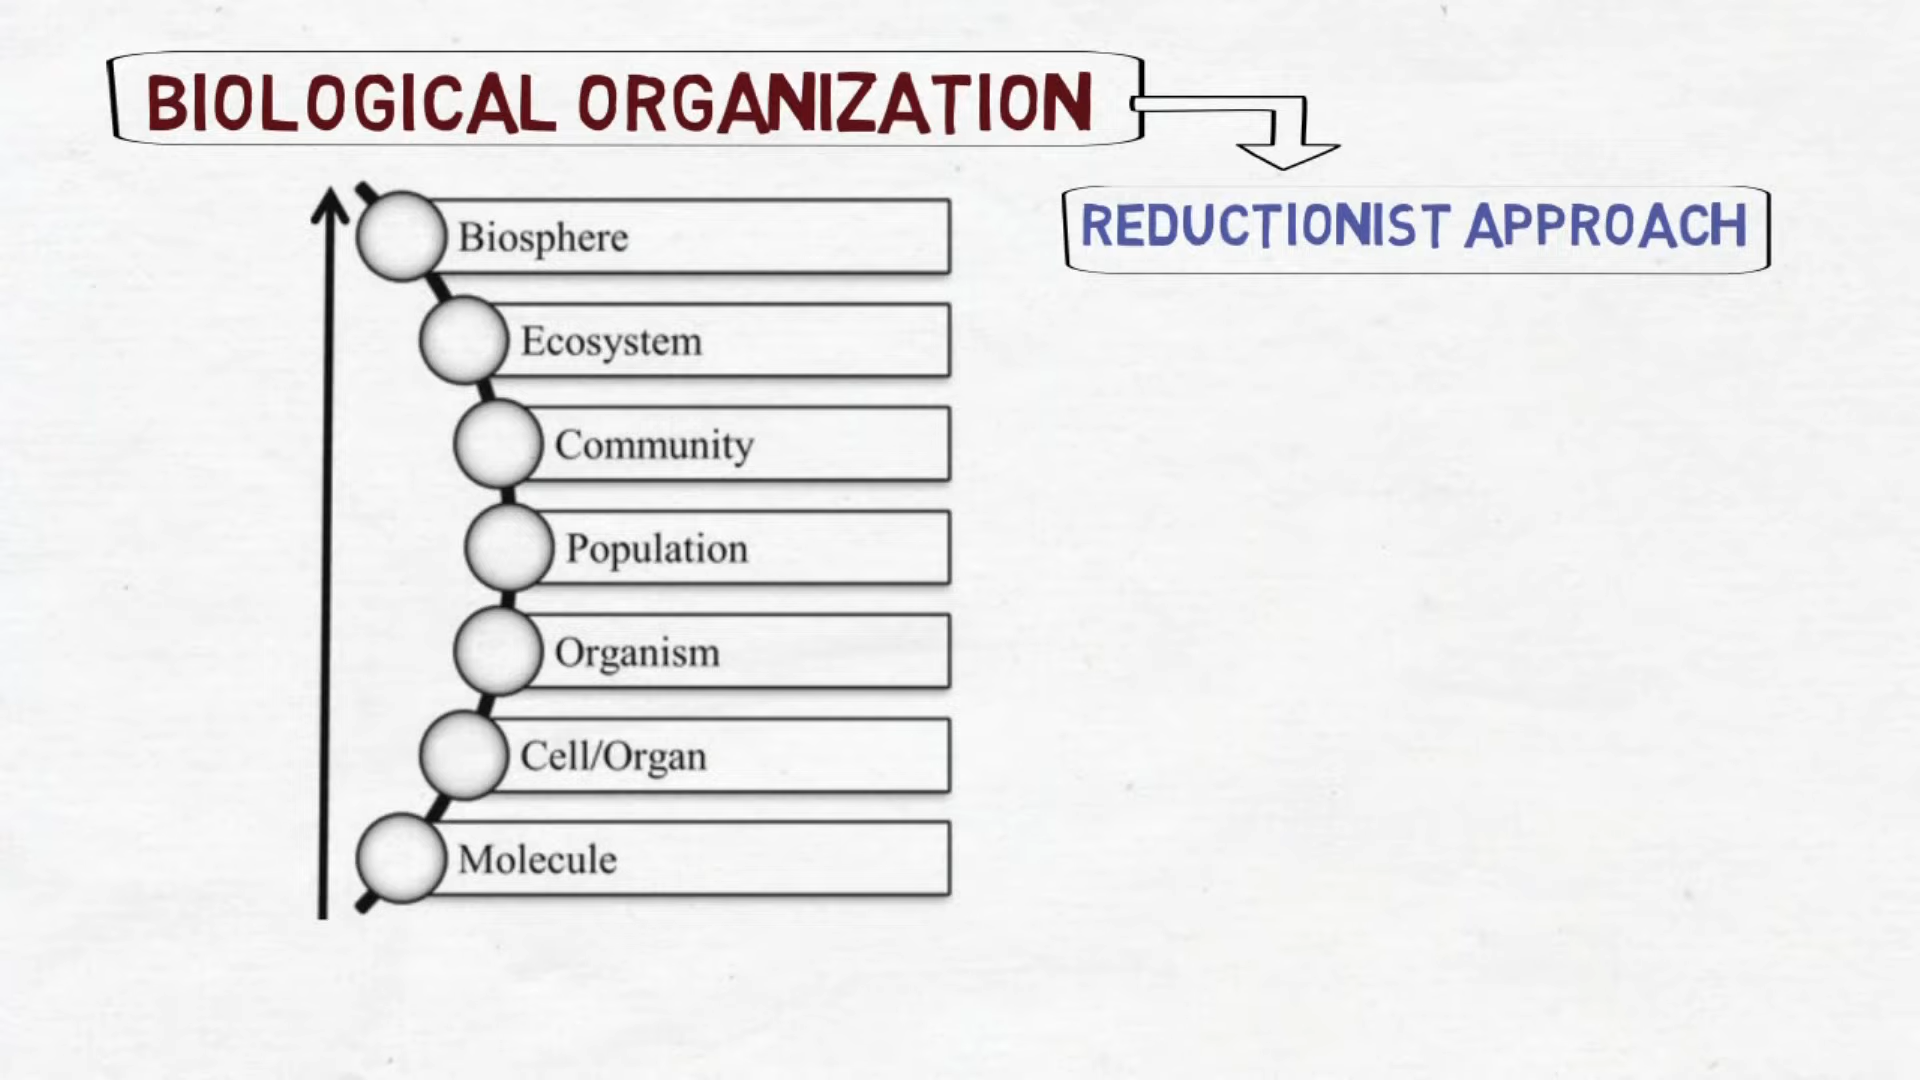 BIOLOGICAL ORGANIZATION
REDUCTIONIST APPROACH
Biosphere
Ecosystem
Community
Population
Organism
Cell/Organ
Molecule